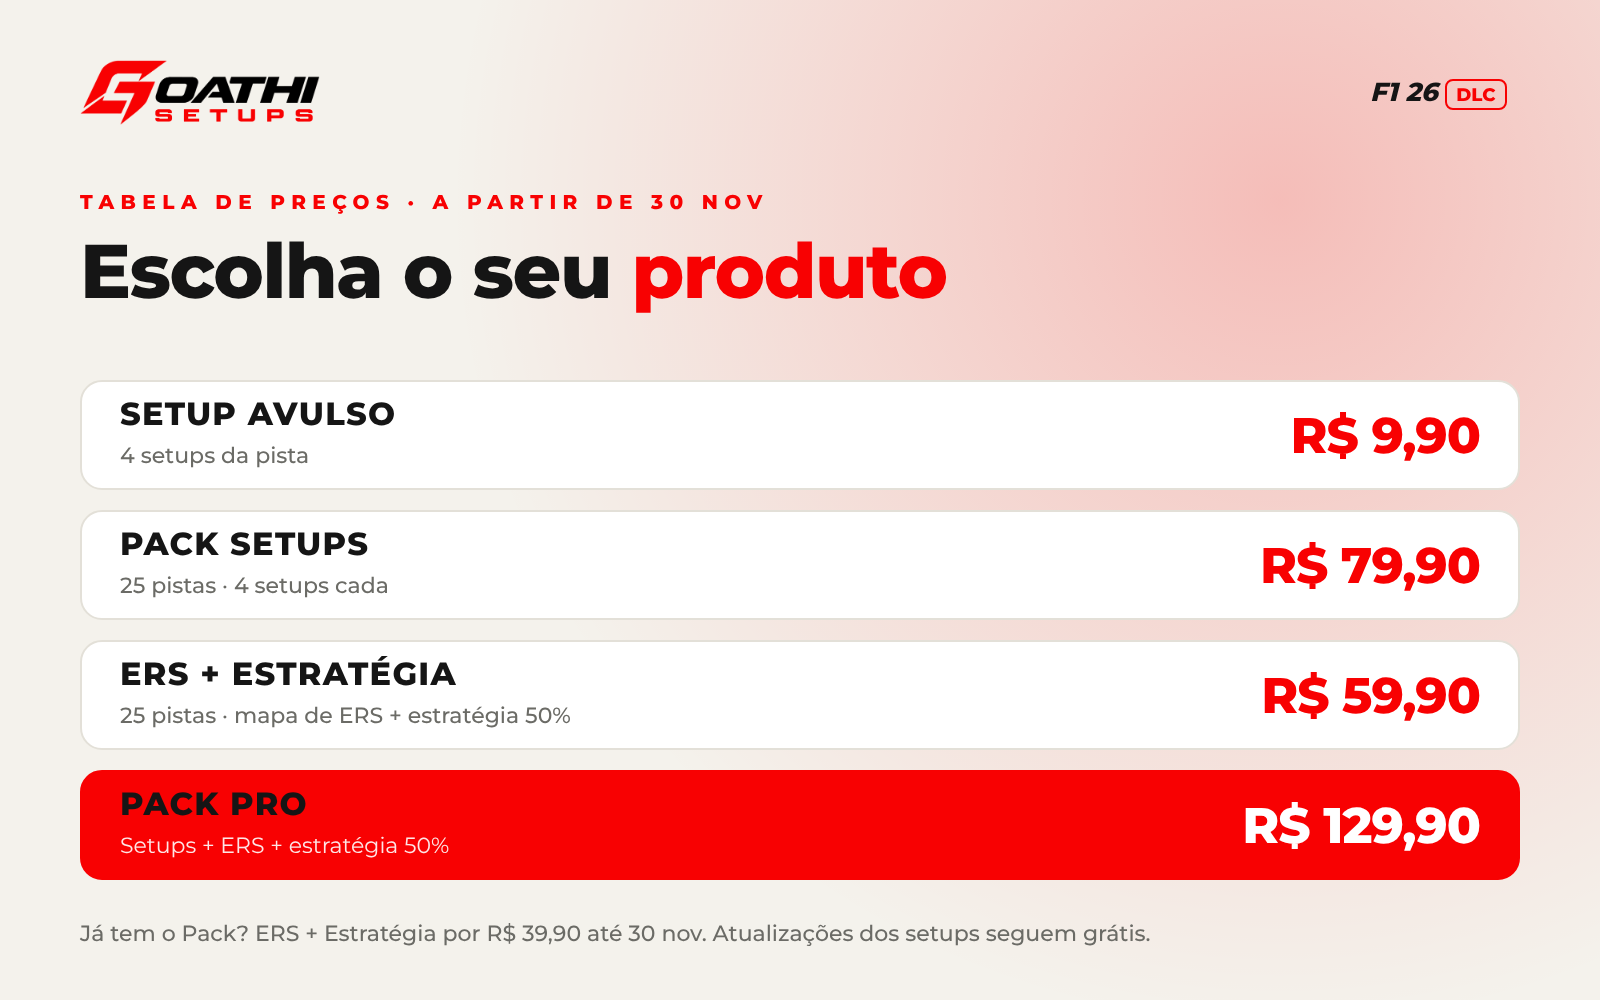 GOATHI
SETUPS
F1 26 DLC
TABELA DE PREÇOS · A PARTIR DE 30 NOV
Escolha o seu produto
SETUP AVULSO
4 setups da pista
R$ 9,90
PACK SETUPS
25 pistas · 4 setups cada
R$ 79,90
ERS + ESTRATÉGIA
25 pistas · mapa de ERS + estratégia 50%
R$ 59,90
PACK PRO
Setups + ERS + estratégia 50%
R$ 129,90
Já tem o Pack? ERS + Estratégia por R$ 39,90 até 30 nov. Atualizações dos setups seguem grátis.